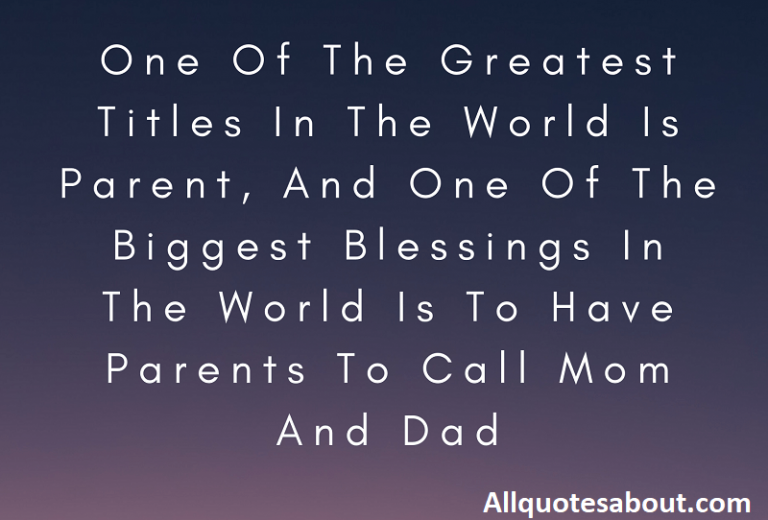 One Of The Greatest
Titles In The World Is
Parent, And One Of The
Biggest Blessings In
The World Is To Have
Parents To Call Mom
And Dad
Allquotesabout.com